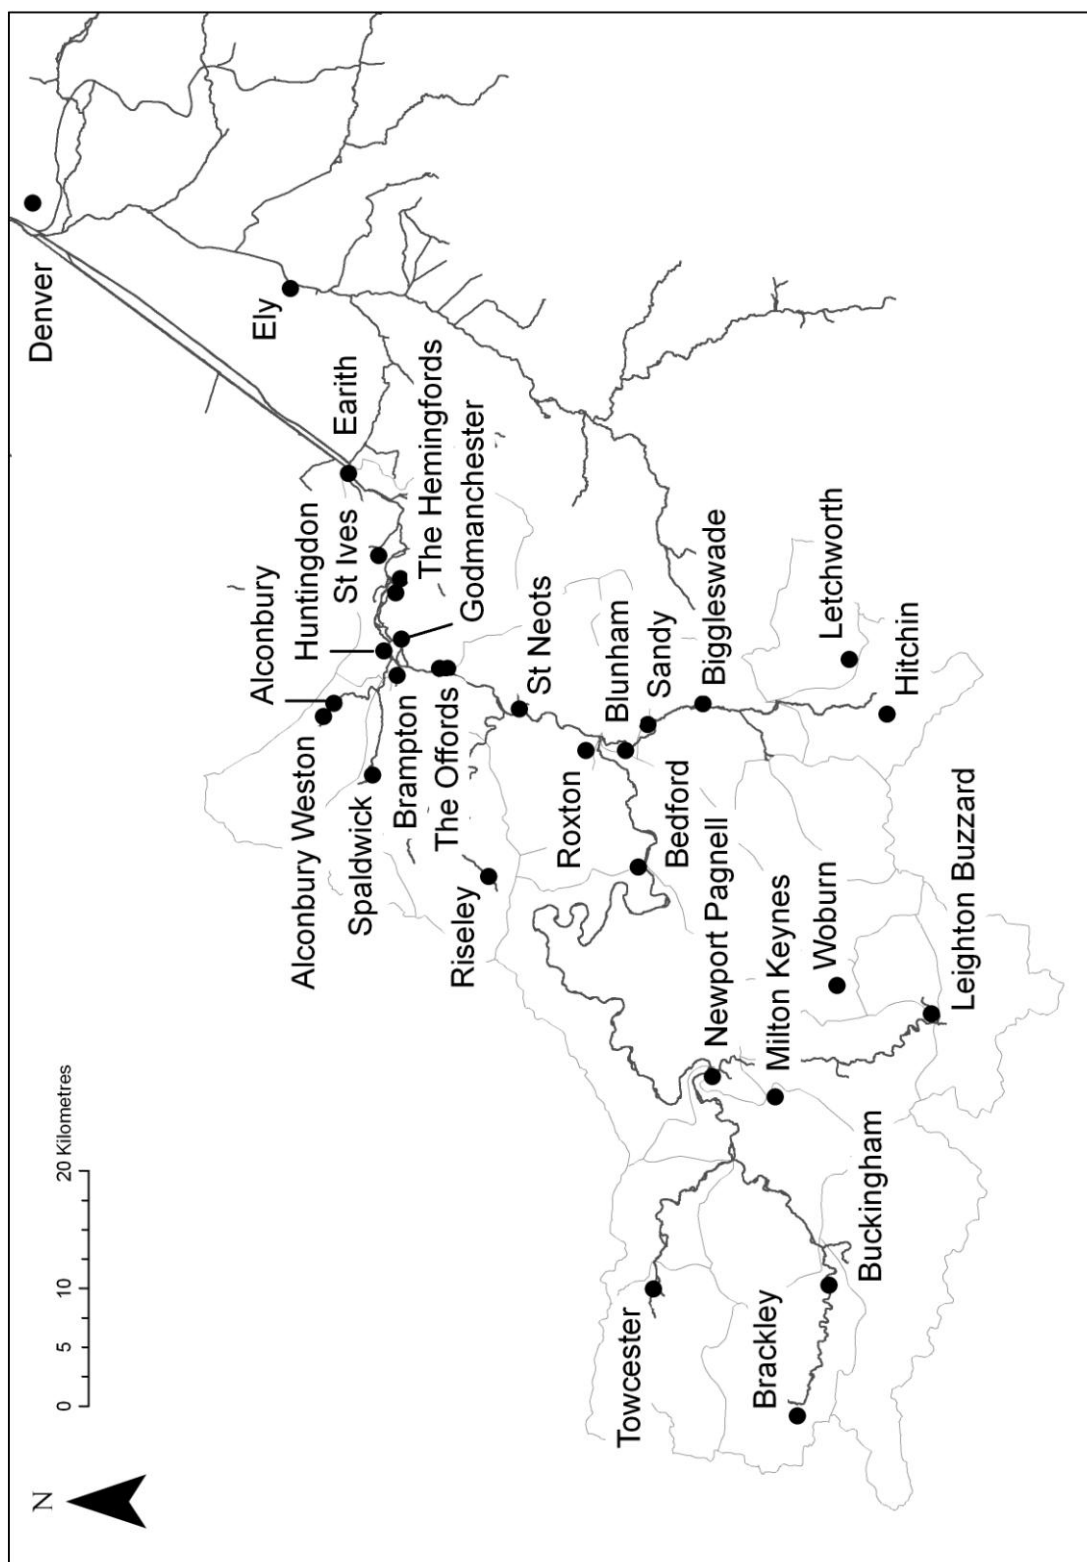 N
0
5
10
20 Kilometres
Denver
Ely
Earith
The Hemingfords
Godmanchester
St Ives
Huntingdon
Alconbury
Alconbury Weston
Spaldwick
Brampton
The Offords
St Neots
Riseley
Roxton
Blunham
Sandy
Biggleswade
Bedford
Letchworth
Hitchin
Newport Pagnell
Milton Keynes
Woburn
Leighton Buzzard
Towcester
Brackley
Buckingham